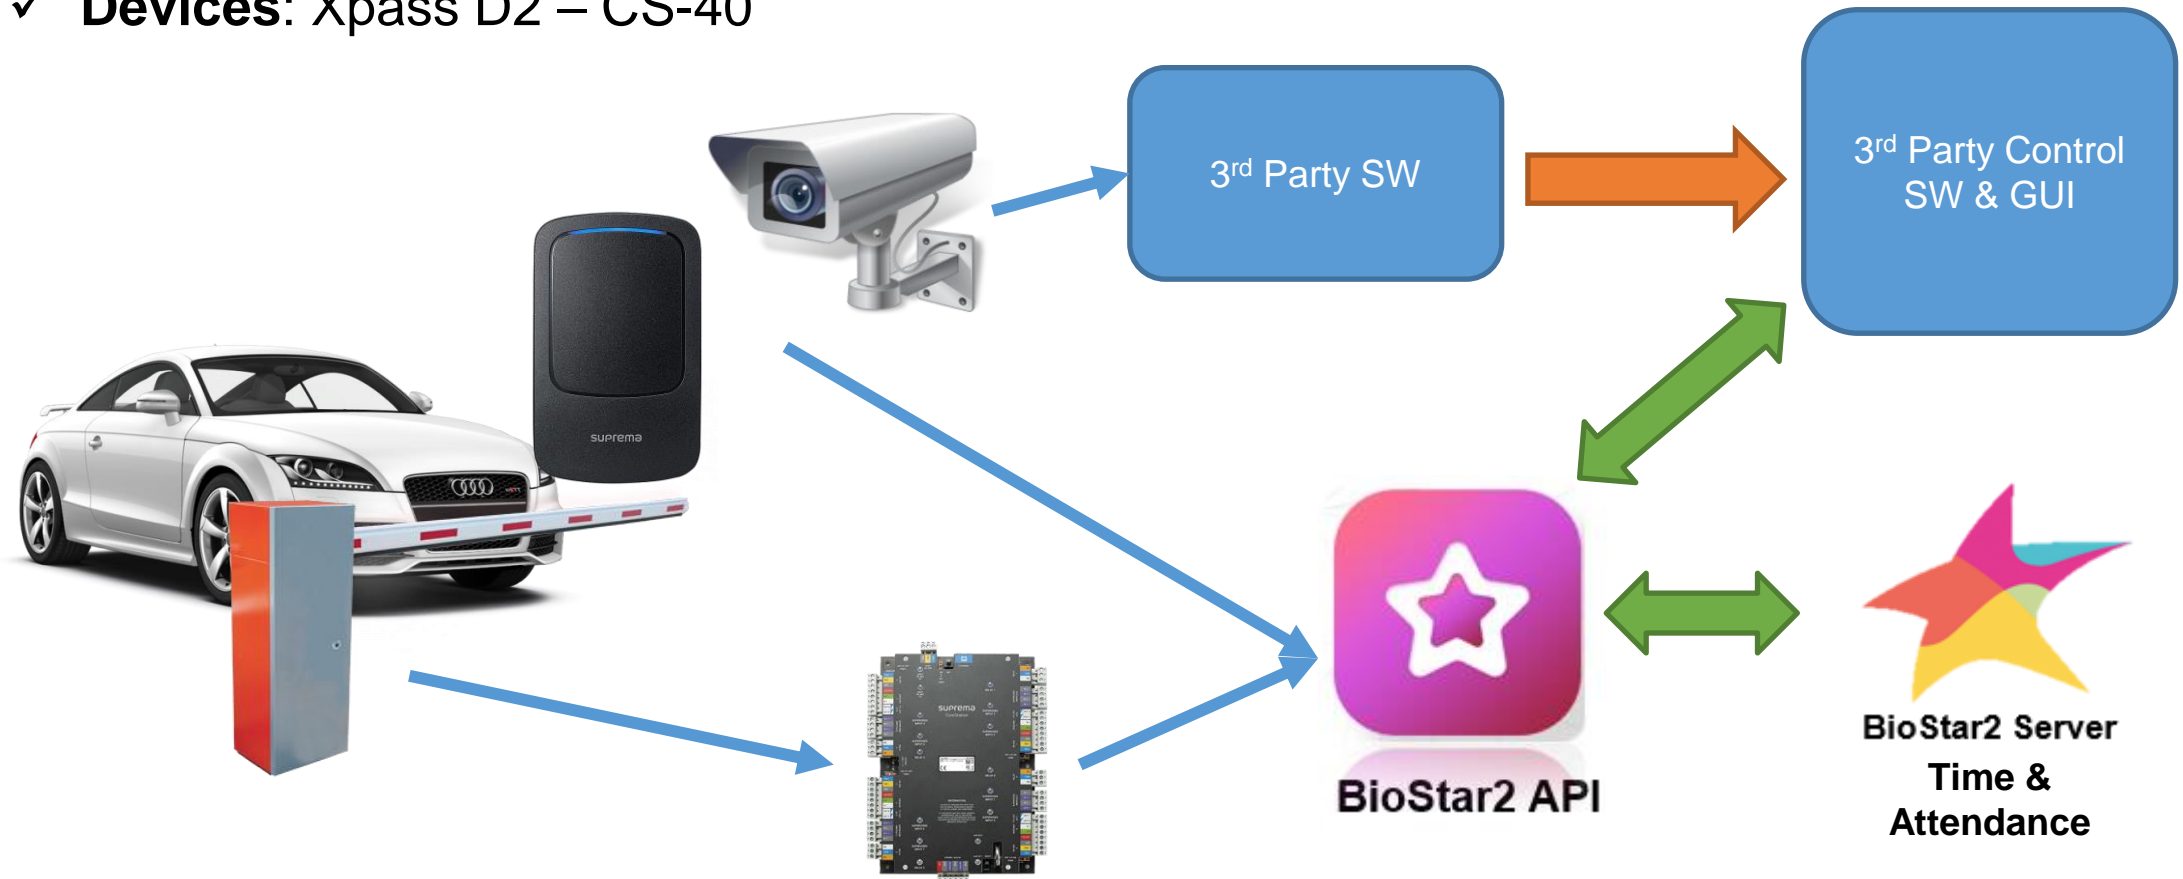 ✓ Devices: Xpass D2 – CS-40
3rd Party SW
3rd Party Control
SW & GUI
suprema
suprema
BioStar2 API
BioStar2 Server
Time &
Attendance